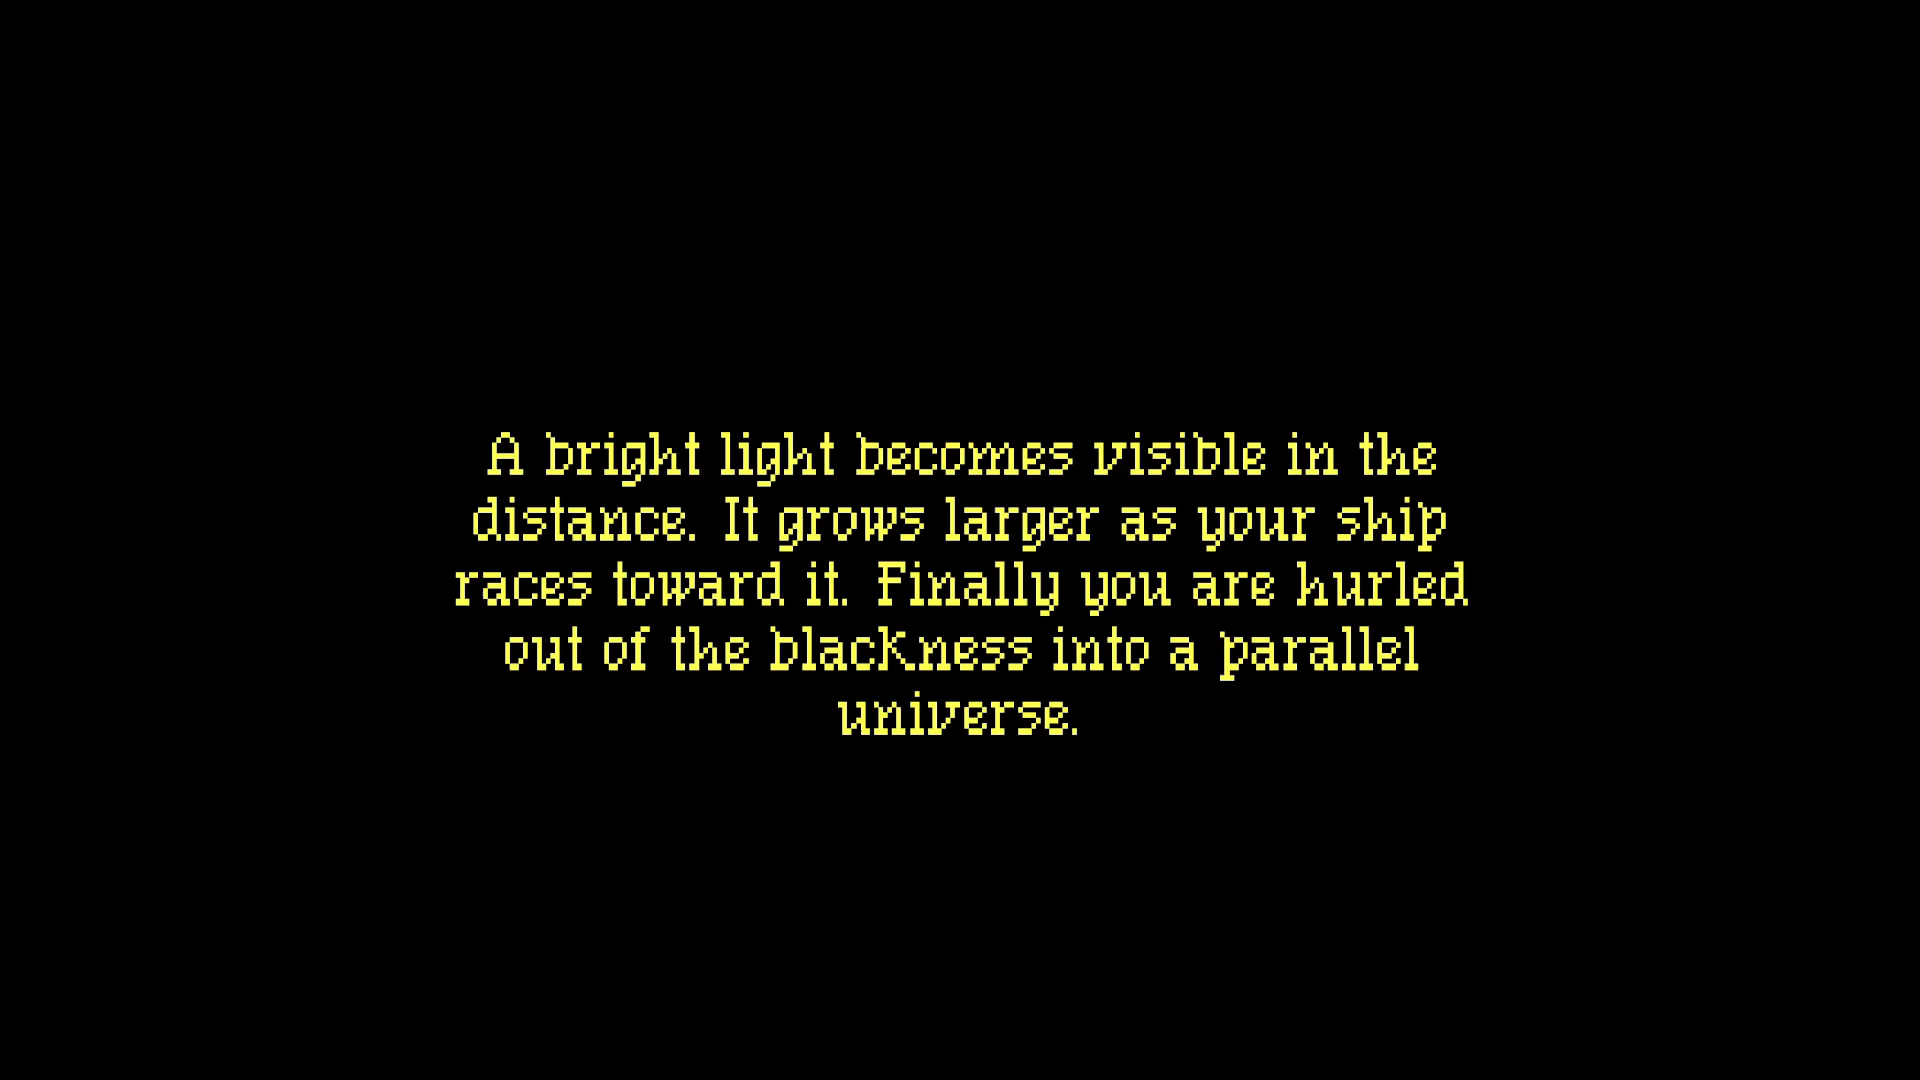 A bright light becomes visible in the
distance. It grows larger as your ship
races toward it. Finally you are hurled
out of the blackness into a parallel
universe.